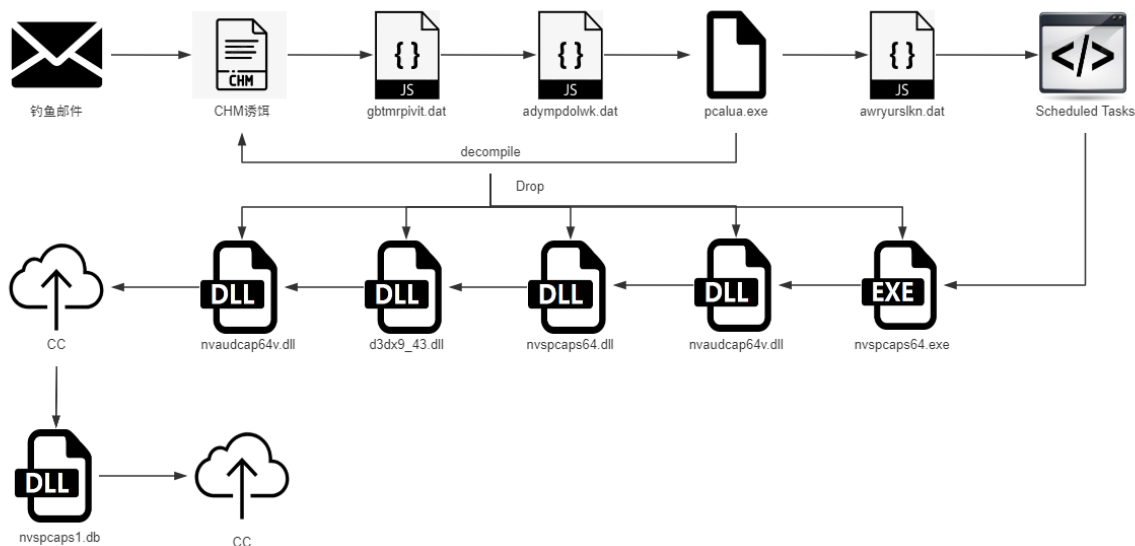 CHM
JS
JS
JS
</>
钓鱼邮件
CHM诱饵
gbtmrpivit.dat
adympdolwk.dat
pcalua.exe
awryurslkn.dat
Scheduled Tasks
decompile
Drop
DLL
DLL
DLL
DLL
EXE
CC
nvaudcap64v.dll
d3dx9_43.dll
nvspcaps64.dll
nvaudcap64v.dll
nvspcaps64.exe
DLL
nvspcaps1.db
CC